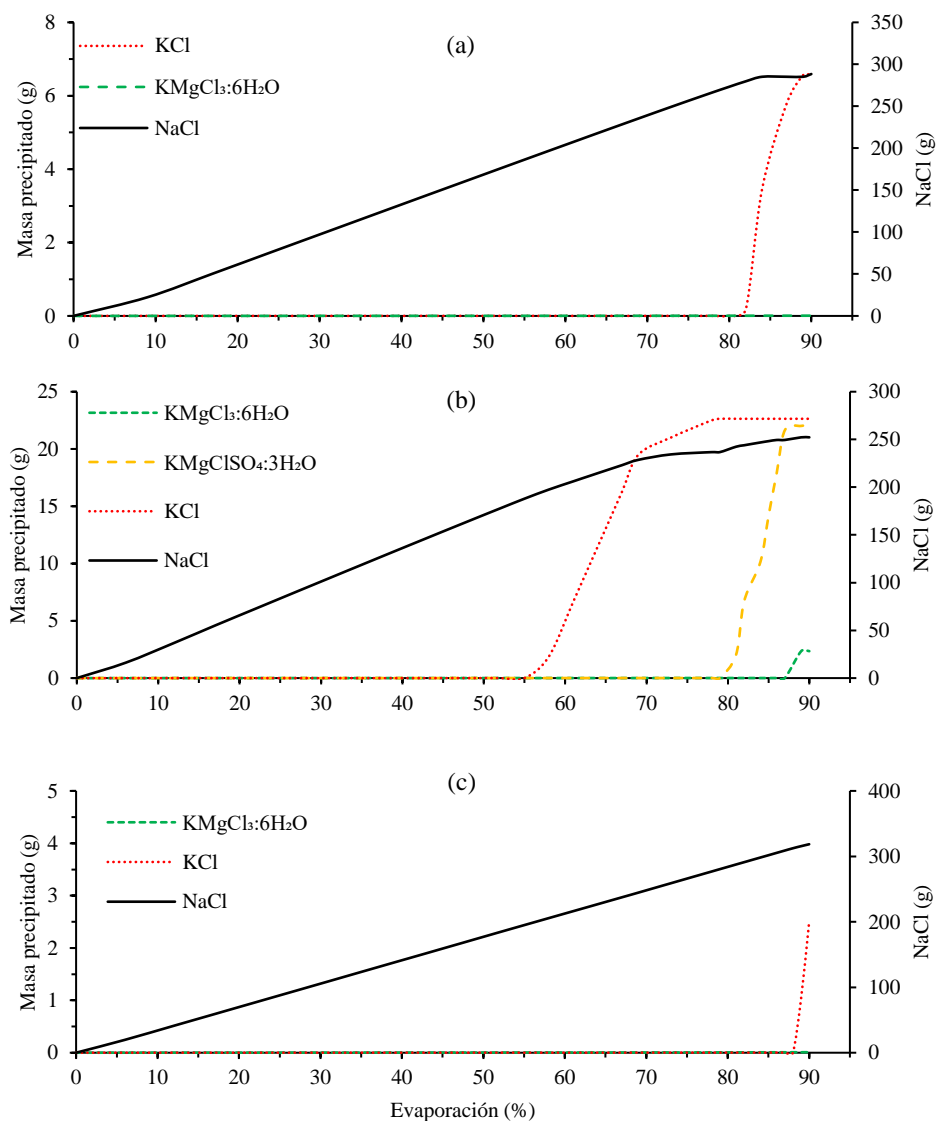 (a)
KCl
KMgCl₃:6H₂O
NaCl
Masa precipitado (g)
8
6
4
2
0
NaCl (g)
350
300
250
200
150
100
50
0
0 10 20 30 40 50 60 70 80 90
(b)
KMgCl₃:6H₂O
KMgClSO₄:3H₂O
KCl
NaCl
Masa precipitado (g)
25
20
15
10
5
0
NaCl (g)
300
250
200
150
100
50
0
0 10 20 30 40 50 60 70 80 90
(c)
KMgCl₃:6H₂O
KCl
NaCl
Masa precipitado (g)
5
4
3
2
1
0
NaCl (g)
400
300
200
100
0
0 10 20 30 40 50 60 70 80 90
Evaporación (%)